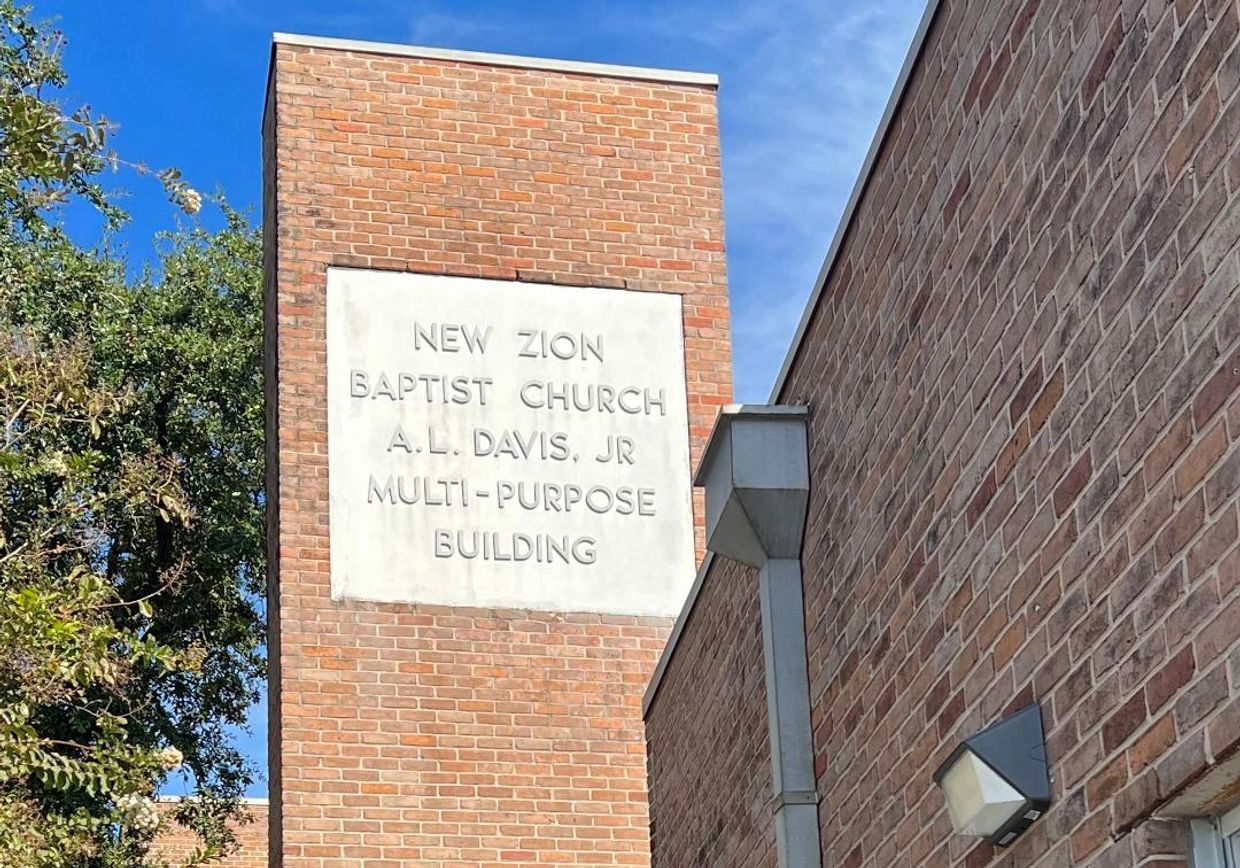 NEW ZION
BAPTIST CHURCH
A.L. DAVIS, JR
MULTI-PURPOSE
BUILDING